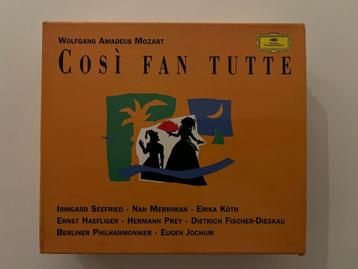 WOLFGANG AMADEUS MOZART
COSÌ FAN TUTTE
IRMGARD SEEFRIED · NAN MERRIMAN · ERIKA KÖTH
ERNST HAEFLIGER · HERMANN PREY · DIETRICH FISCHER-DIESKAU
BERLINER PHILHARMONIKER · EUGEN JOCHUM